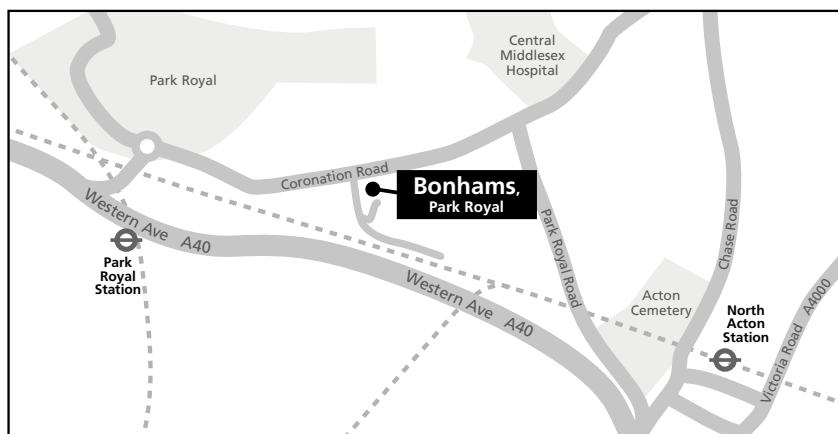 Central
Middlesex
Hospital
Park Royal
Coronation Road
Bonhams,
Park Royal
Western Ave A40
Park
Royal
Station
Park Royal Road
Chase Road
Western Ave A40
Acton
Cemetery
North
Acton
Station
Victoria Road A4000